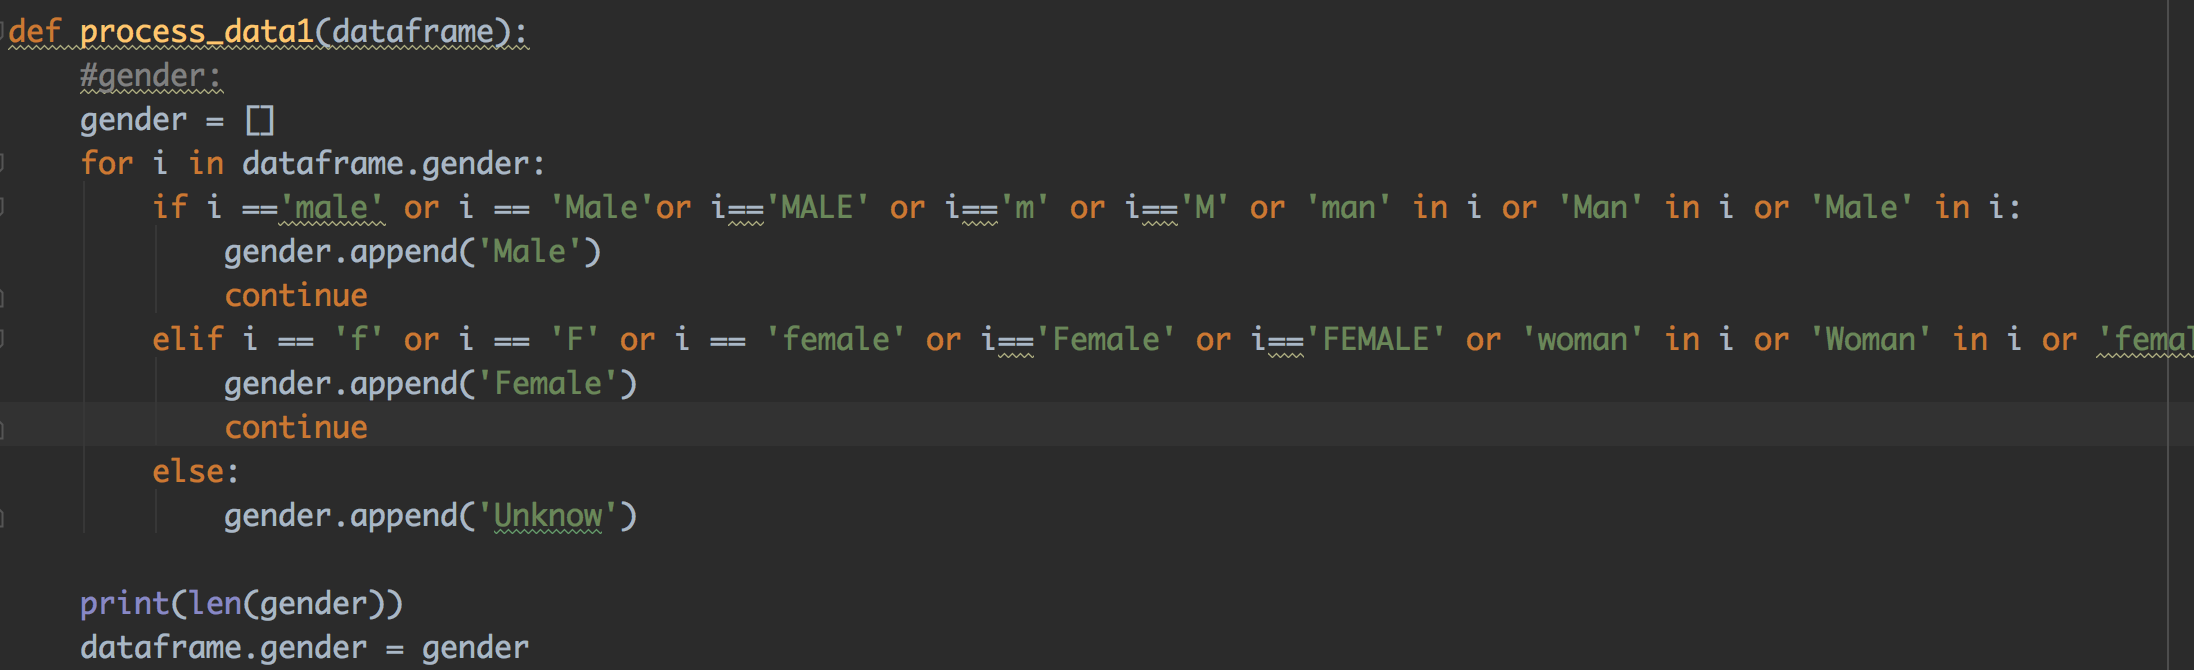 def process_data1(dataframe):
    #gender:
    gender = []
    for i in dataframe.gender:
        if i =='male' or i == 'Male'or i=='MALE' or i=='m' or i=='M' or 'man' in i or 'Man' in i or 'Male' in i:
            gender.append('Male')
            continue
        elif i == 'f' or i == 'F' or i == 'female' or i=='Female' or i=='FEMALE' or 'woman' in i or 'Woman' in i or
            gender.append('Female')
            continue
        else:
            gender.append('Unknow')
    print(len(gender))
    dataframe.gender = gender